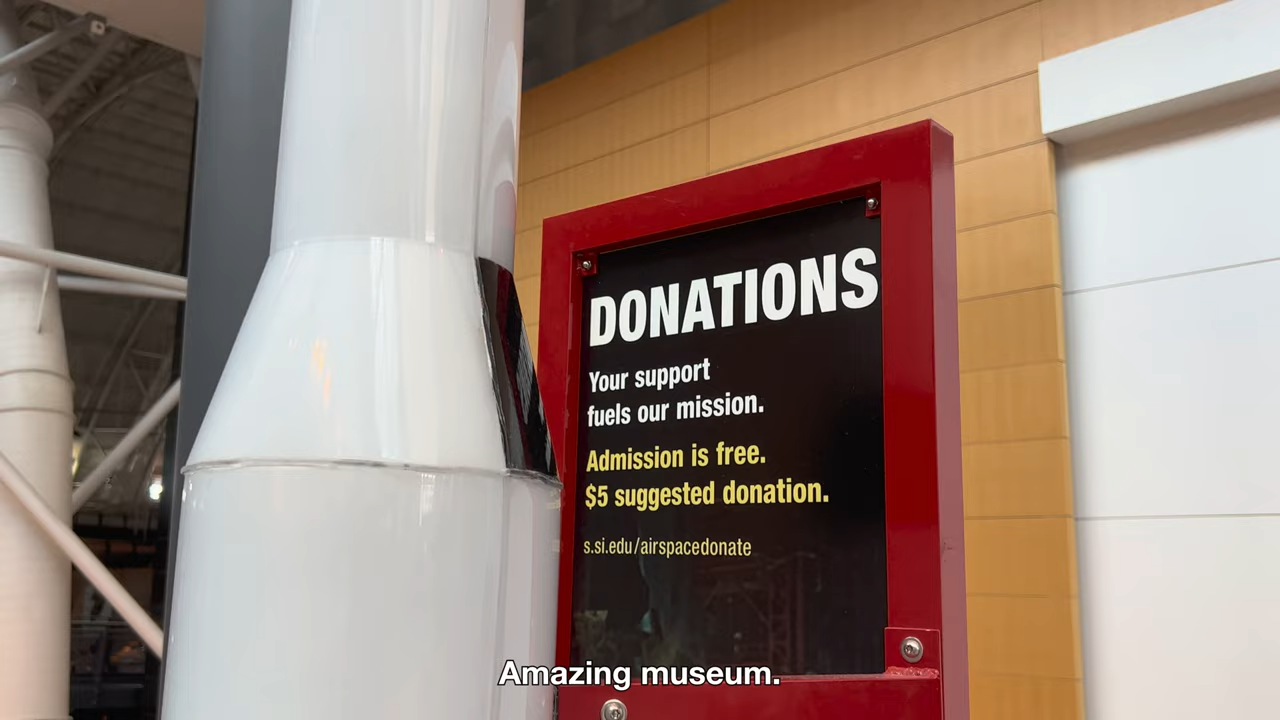 DONATIONS
Your support
fuels our mission.
Admission is free.
$5 suggested donation.
s.si.edu/airspacedonate
Amazing museum.